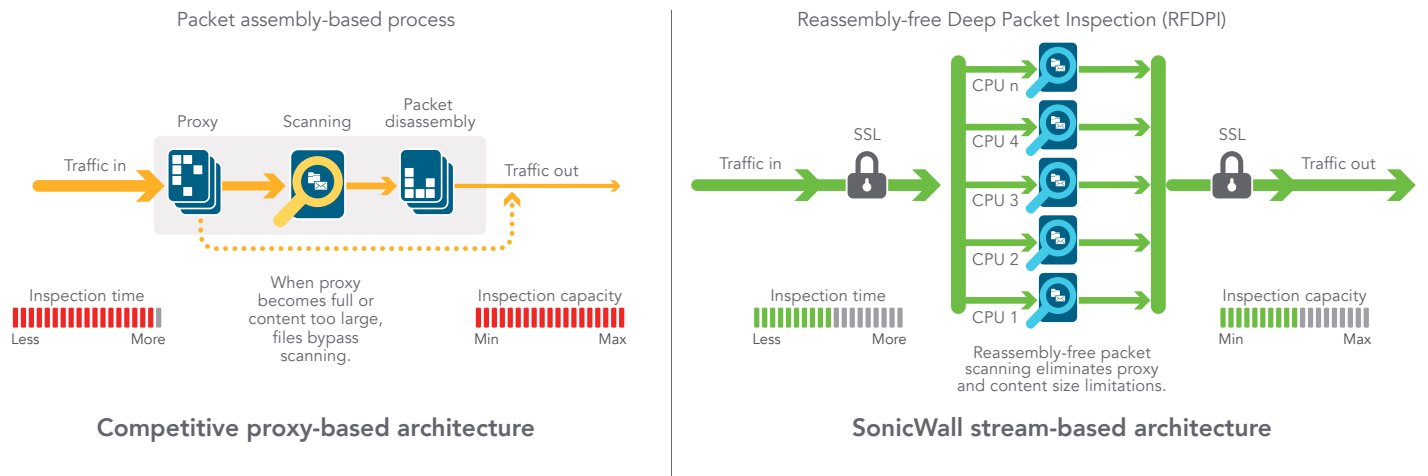 Packet assembly-based process
Proxy
Scanning
Packet
disassembly
Traffic in
Traffic out
When proxy
becomes full or
content too large,
files bypass
scanning.
Inspection time
Less
More
Inspection capacity
Min
Max
Competitive proxy-based architecture
Reassembly-free Deep Packet Inspection (RFDPI)
Traffic in
SSL
CPU n
CPU 4
CPU 3
CPU 2
CPU 1
SSL
Traffic out
Inspection time
Less
More
Reassembly-free packet
scanning eliminates proxy
and content size limitations.
Inspection capacity
Min
Max
SonicWall stream-based architecture